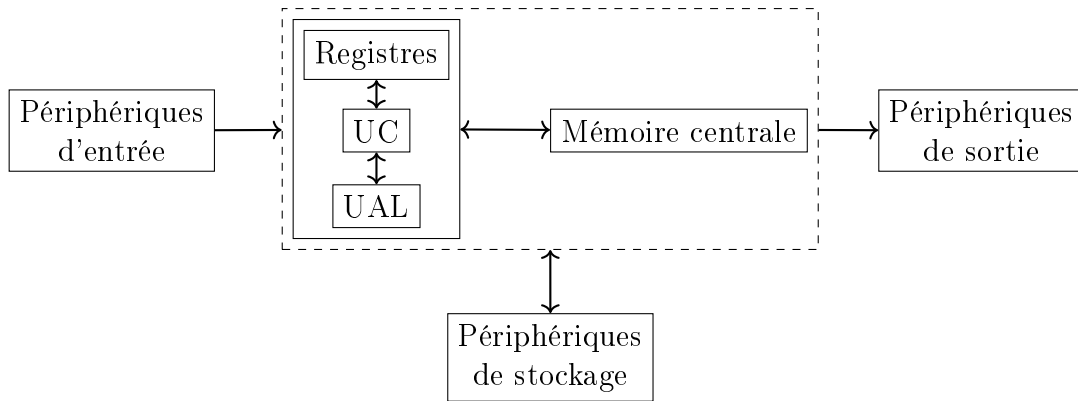 Registres
Périphériques
d'entrée
UC
UAL
Mémoire centrale
Périphériques
de sortie
Périphériques
de stockage